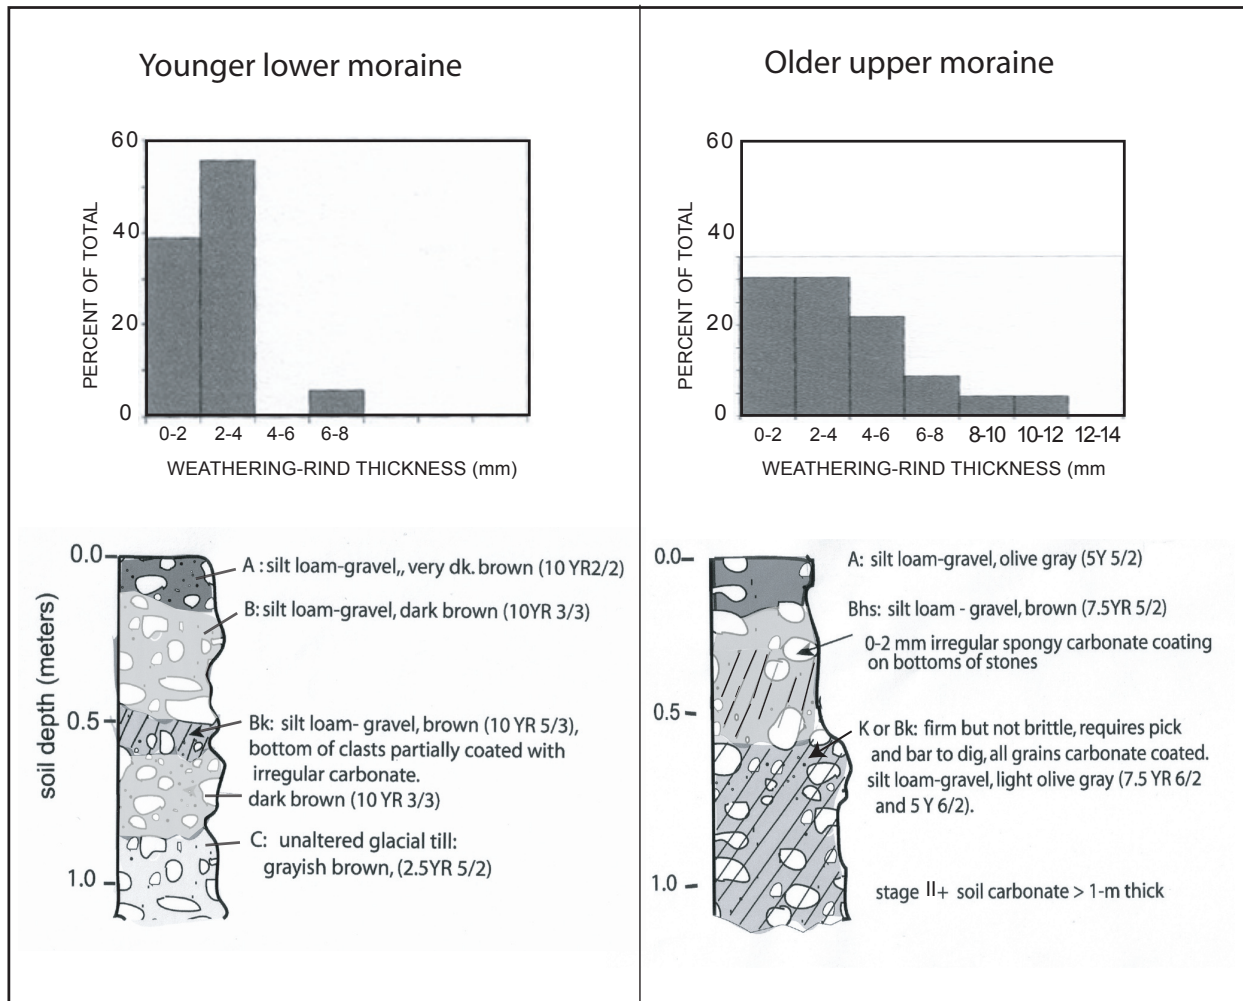 Younger lower moraine
60
40
20
0
PERCENT OF TOTAL
0-2 2-4 4-6 6-8
WEATHERING-RIND THICKNESS (mm)
0.0
0.5
1.0
soil depth (meters)
A : silt loam-gravel,, very dk. brown (10 YR2/2)
B: silt loam-gravel, dark brown (10YR 3/3)
Bk: silt loam- gravel, brown (10 YR 5/3),
bottom of clasts partially coated with
irregular carbonate.
dark brown (10 YR 3/3)
C: unaltered glacial till:
grayish brown, (2.5YR 5/2)
Older upper moraine
60
40
20
0
PERCENT OF TOTAL
0-2 2-4 4-6 6-8 8-10 10-12 12-14
WEATHERING-RIND THICKNESS (mm
0.0
0.5
1.0
A: silt loam-gravel, olive gray (5Y 5/2)
Bhs: silt loam - gravel, brown (7.5YR 5/2)
0-2 mm irregular spongy carbonate coating
on bottoms of stones
K or Bk: firm but not brittle, requires pick
and bar to dig, all grains carbonate coated.
silt loam-gravel, light olive gray (7.5 YR 6/2
and 5 Y 6/2).
stage II+ soil carbonate > 1-m thick